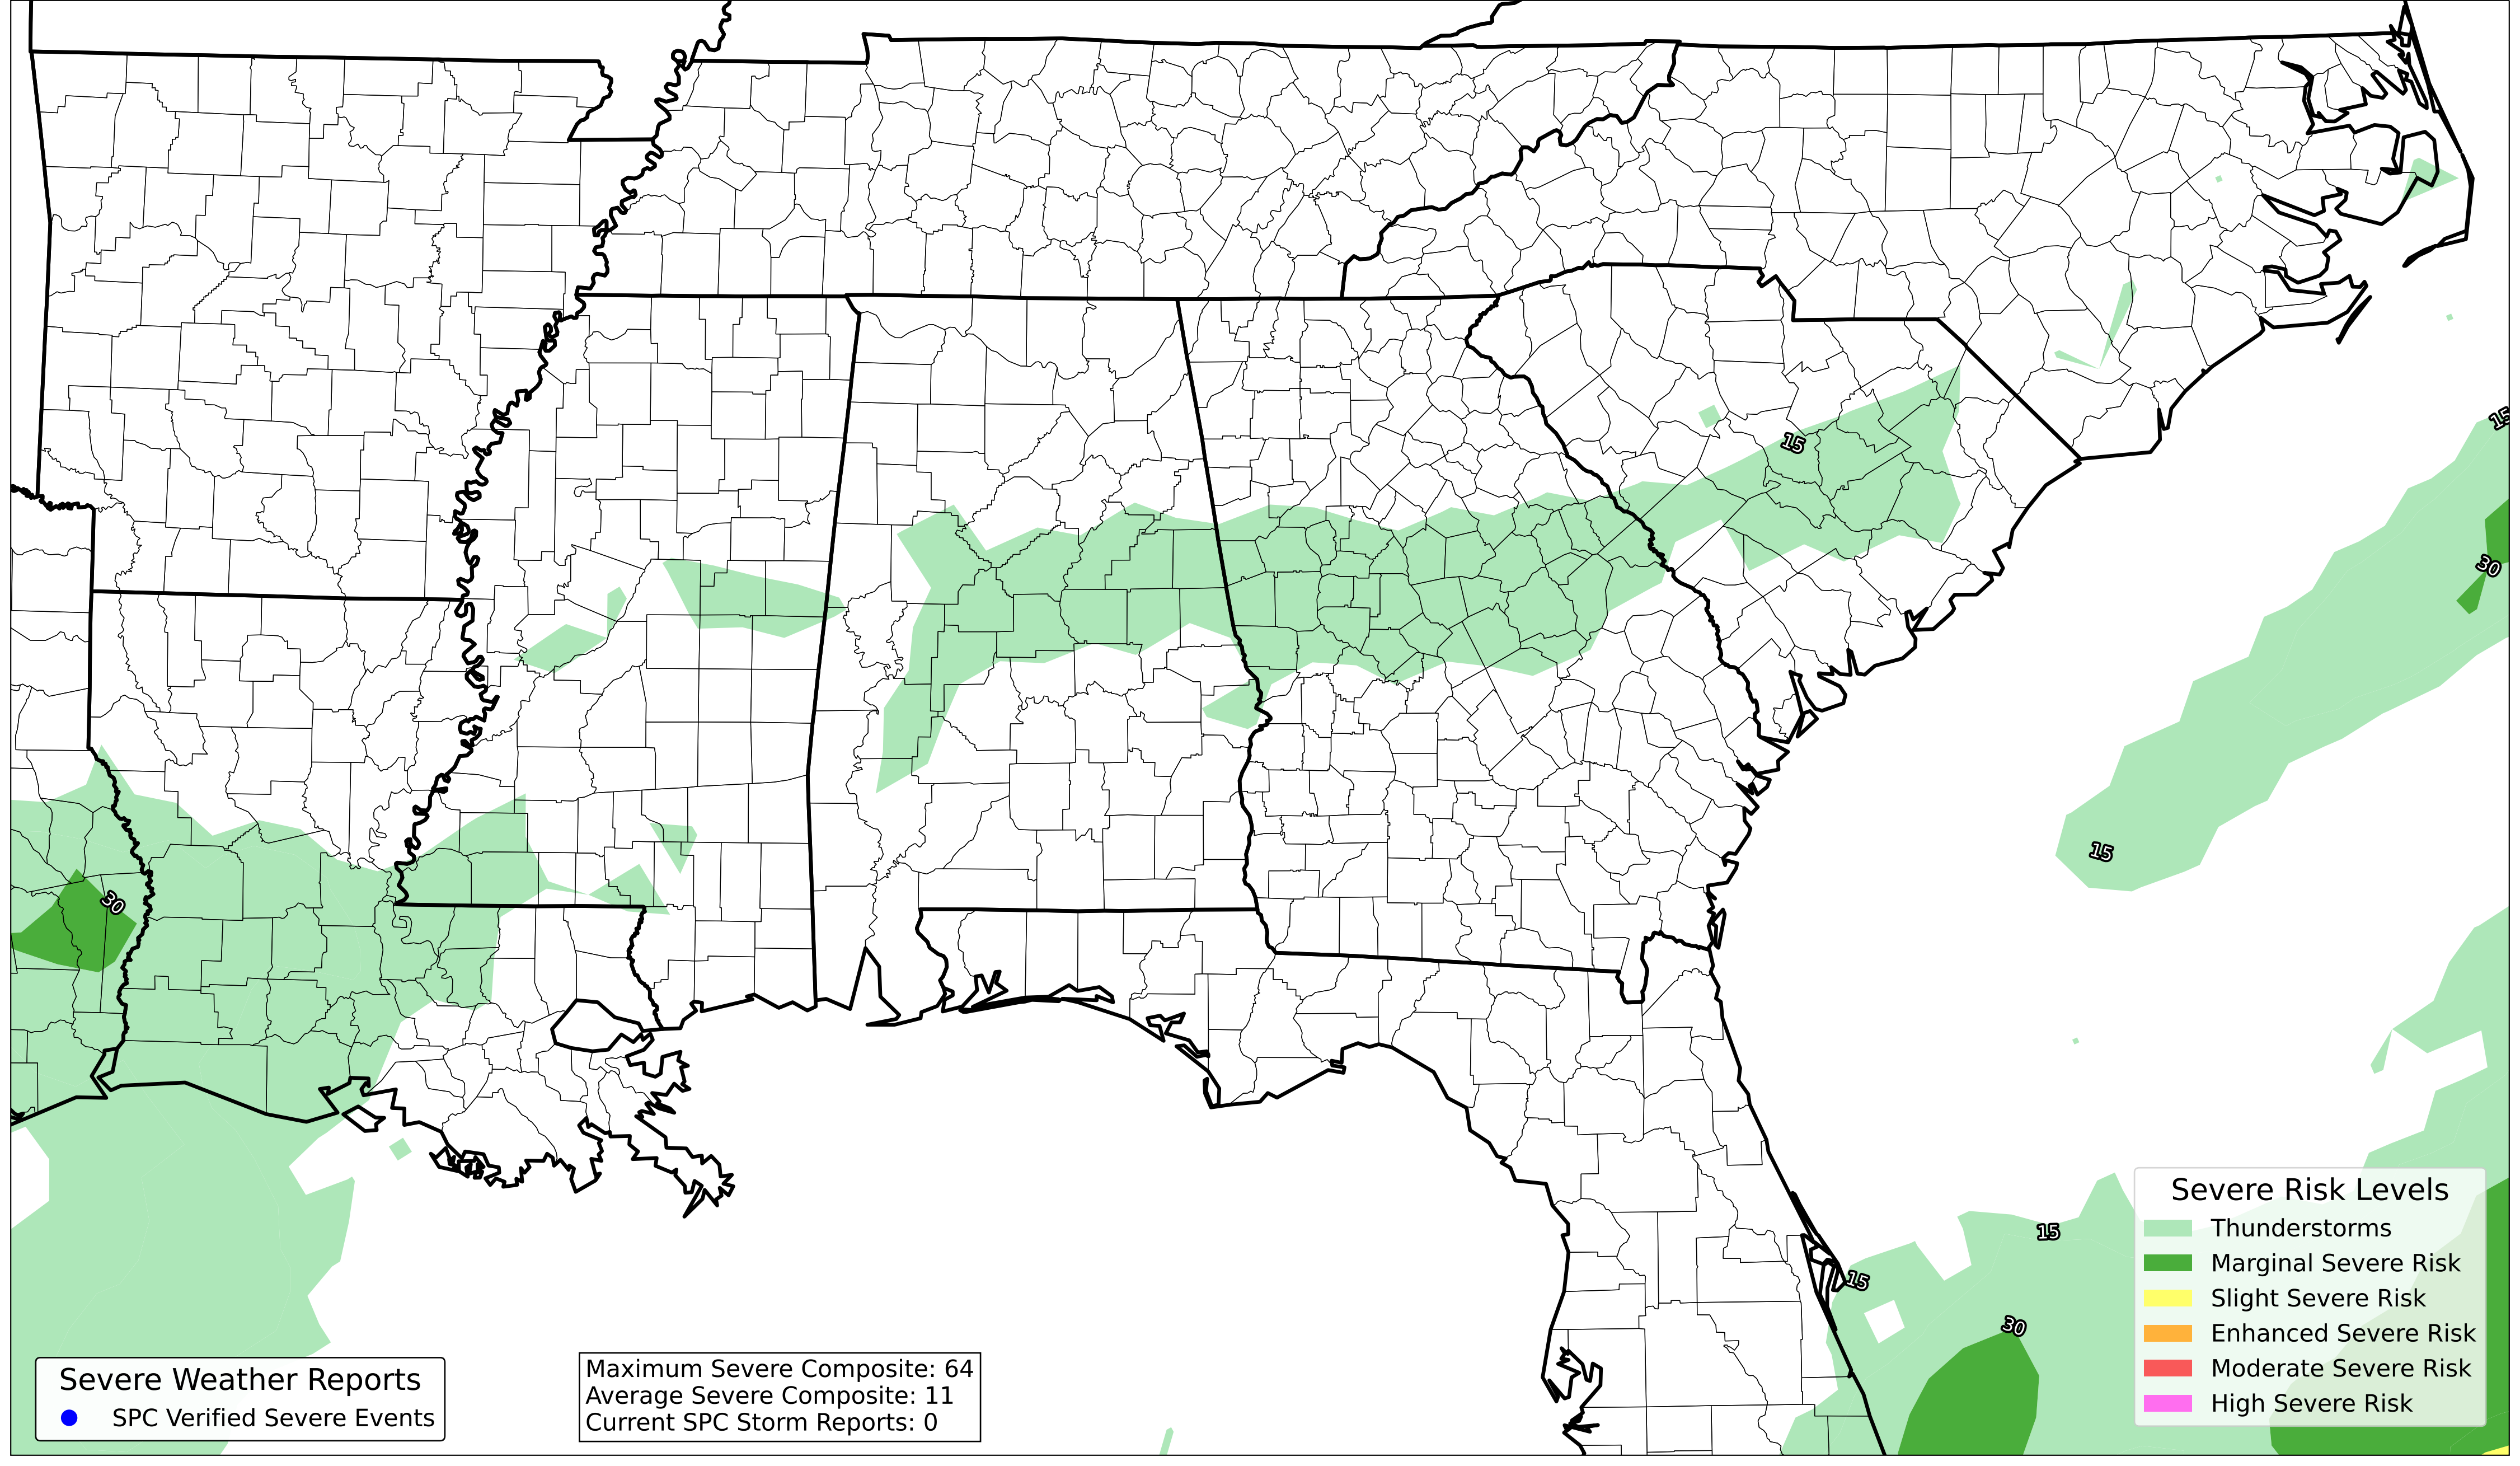 15
15
30
15
30
15
15
30
Severe Risk Levels
Thunderstorms
Marginal Severe Risk
Slight Severe Risk
Enhanced Severe Risk
Moderate Severe Risk
High Severe Risk
Severe Weather Reports
SPC Verified Severe Events
Maximum Severe Composite: 64
Average Severe Composite: 11
Current SPC Storm Reports: 0